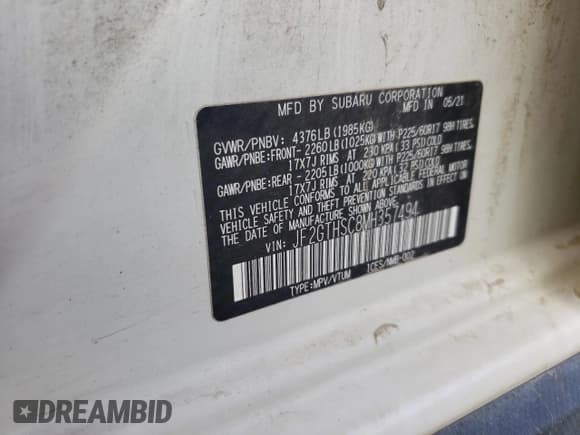 MFD BY SUBARU CORPORATION
MFD IN 05/21
GVWR/PNBV: 4376LB(1985KG)
GAWR/PNBE:FRONT-2260LB(1025KG)WITH P225/60R17 98H TIRES,
17X7J RIMS AT 230 KPA(33 PSI)COLD
GAWR/PNBE:REAR -2205LB(1000KG)WITH P225/60R17 98H TIRES,
17X7J RIMS AT 220 KPA(32 PSI)COLD
THIS VEHICLE CONFORMS TO ALL APPLICABLE U.S. FEDERAL MOTOR
VEHICLE SAFETY STANDARDS IN EFFECT ON THE
DATE OF MANUFACTURE SHOWN ABOVE.
VIN: JF2GTHSC8MH357494
TYPE:MPV/VTUM ICES/NMB-002
DREAMBID